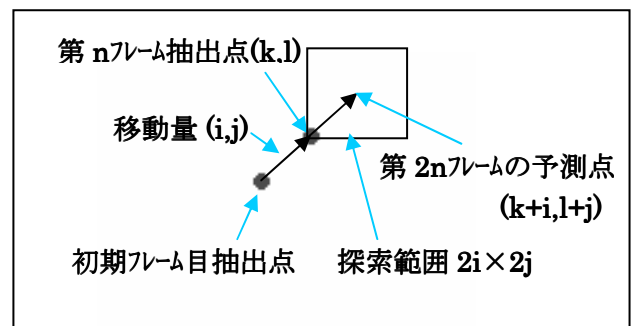 第 nﾌﾚｰﾑ抽出点(k,l)
移動量 (i,j)
第 2nﾌﾚｰﾑの予測点
(k+i,l+j)
初期ﾌﾚｰﾑ目抽出点
探索範囲 2i×2j